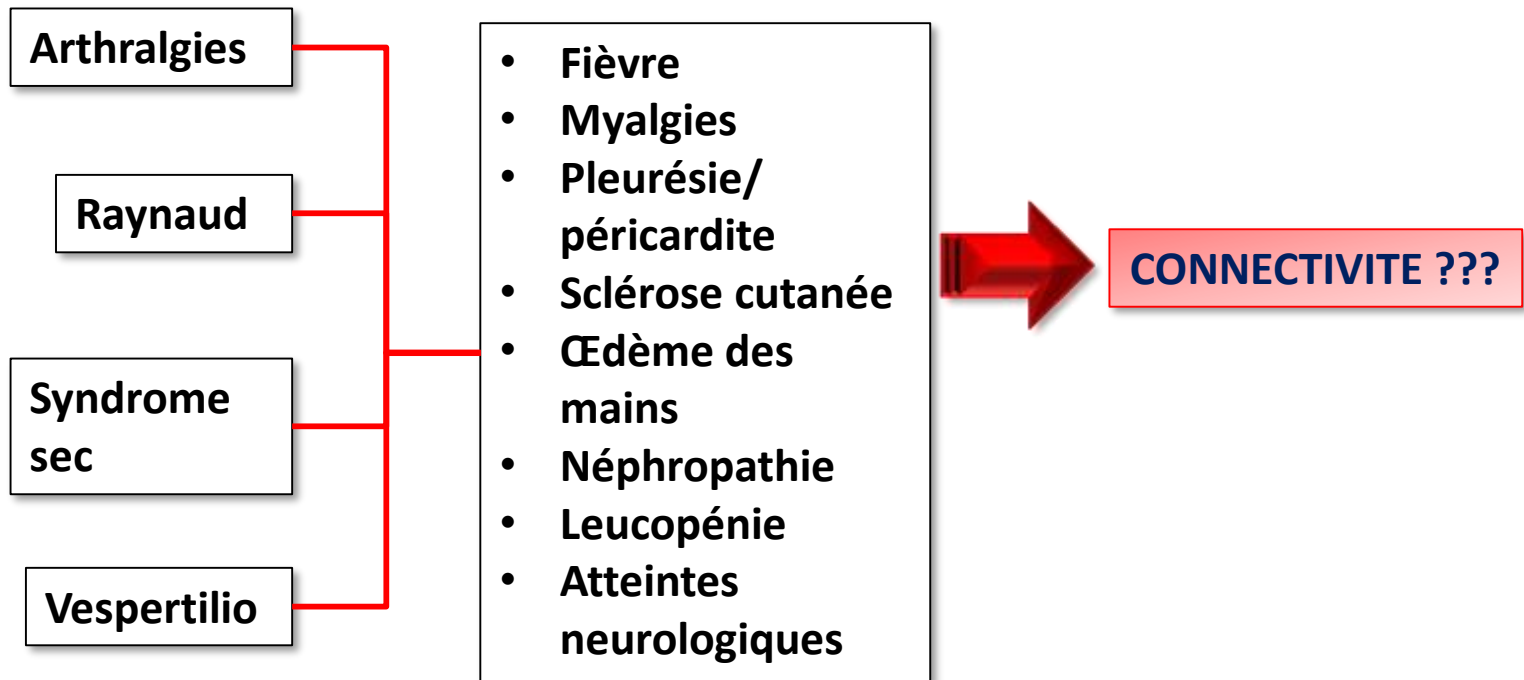 Arthralgies
Raynaud
Syndrome
sec
Vespertilio
• Fièvre
• Myalgies
• Pleurésie/
péricardite
• Sclérose cutanée
• Œdème des
mains
• Néphropathie
• Leucopénie
• Atteintes
neurologiques
CONNECTIVITE ???